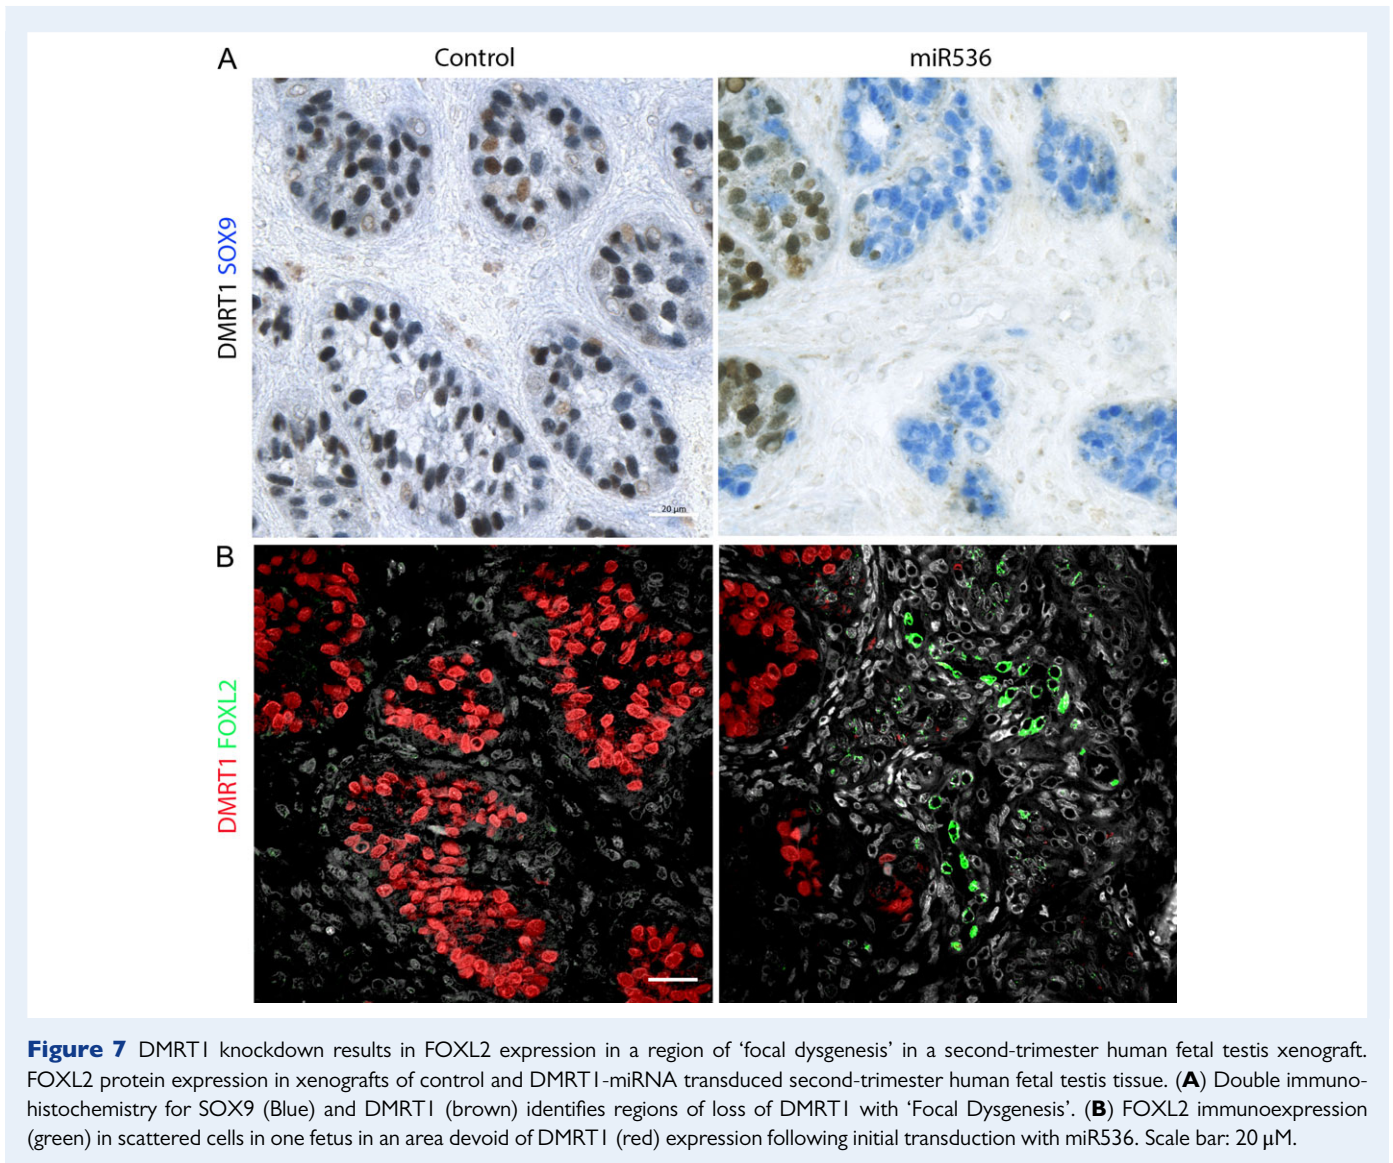 A
Control
miR536
DMRT1 SOX9
20 µm
B
DMRT1 FOXL2
Figure 7 DMRT1 knockdown results in FOXL2 expression in a region of ‘focal dysgenesis’ in a second-trimester human fetal testis xenograft.
FOXL2 protein expression in xenografts of control and DMRT1-miRNA transduced second-trimester human fetal testis tissue. (A) Double immuno-
histochemistry for SOX9 (Blue) and DMRT1 (brown) identifies regions of loss of DMRT1 with ‘Focal Dysgenesis’. (B) FOXL2 immunoexpression
(green) in scattered cells in one fetus in an area devoid of DMRT1 (red) expression following initial transduction with miR536. Scale bar: 20 µM.